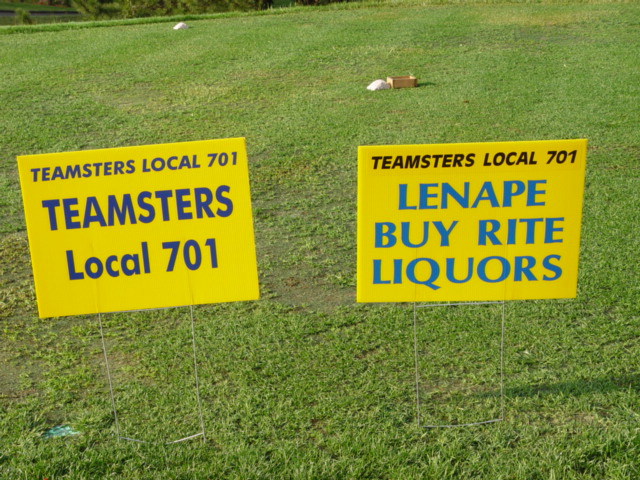 TEAMSTERS LOCAL 701
TEAMSTERS
Local 701
TEAMSTERS LOCAL 701
LENAPE
BUY RITE
LIQUORS